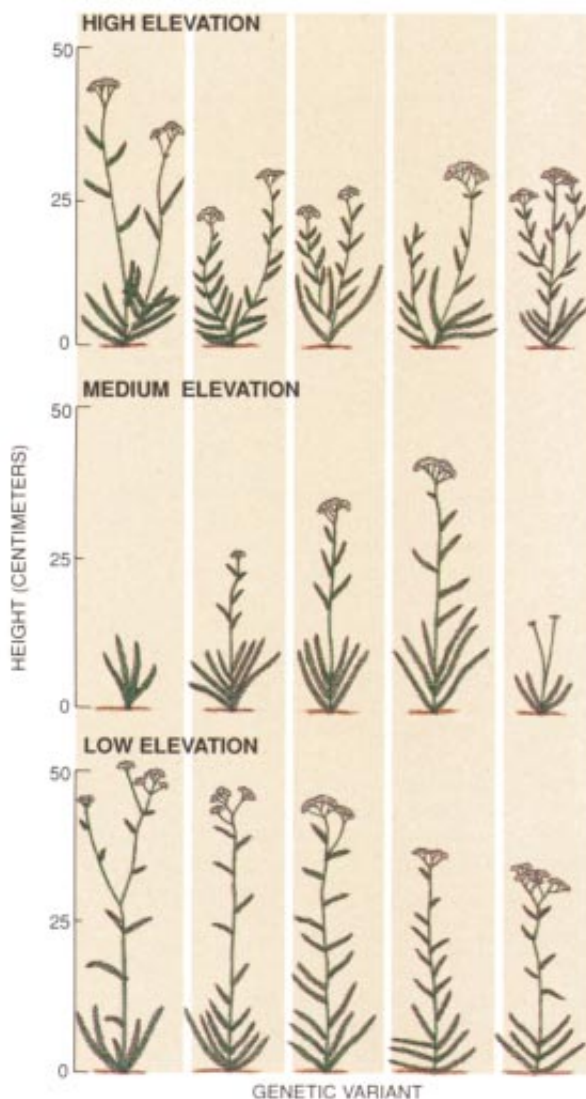 HIGH ELEVATION
50
25
0
MEDIUM ELEVATION
50
25
0
HEIGHT (CENTIMETERS)
LOW ELEVATION
50
25
0
GENETIC VARIANT